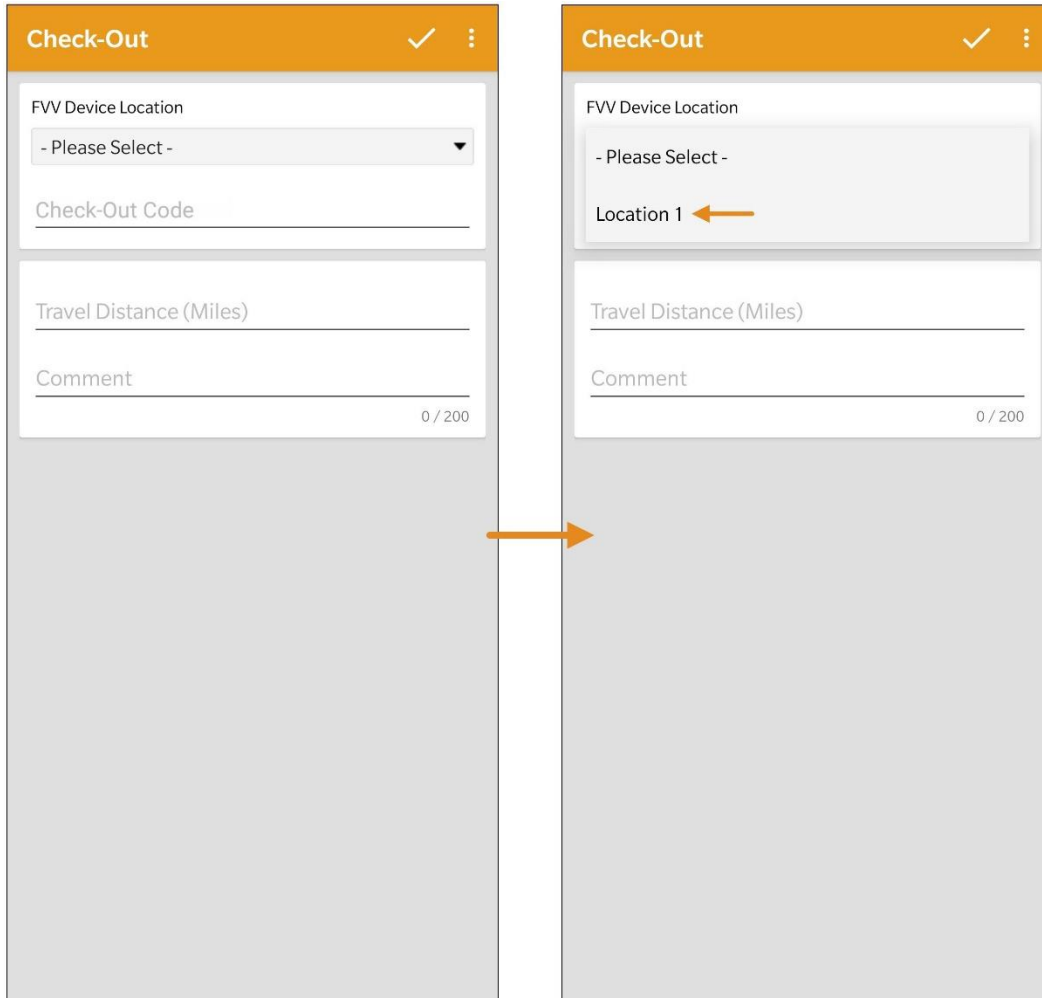 Check-Out
FVV Device Location
- Please Select -
Check-Out Code
Travel Distance (Miles)
Comment
0 / 200
Check-Out
FVV Device Location
- Please Select -
Location 1
Travel Distance (Miles)
Comment
0 / 200